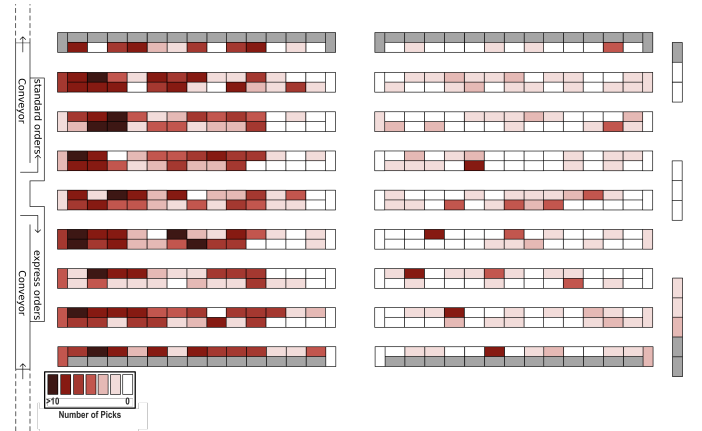 Conveyor
standard orders
Conveyor
express orders
>10 0
Number of Picks